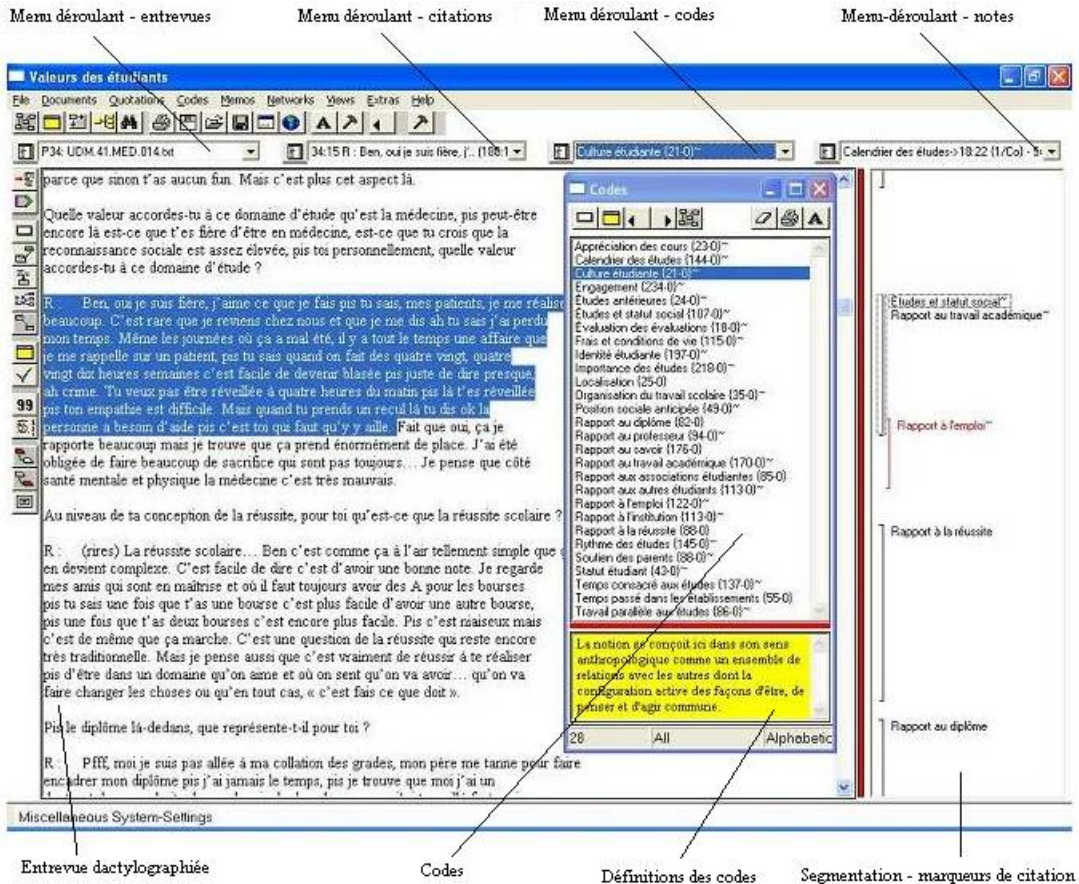 Menu déroulant - entrevues
Menu déroulant - citations
Menu déroulant - codes
Menu-déroulant - notes
Valeurs des étudiants
File Documents Quotations Codes Memos Networks Views Extras Help
P34: UDM.41.MED.014.txt
34:15 R : Ben, oui je suis fière, j'.. (186:1
Culture étudiante {21-0}
Calendrier des études->18:22 {1/Co} -
parce que sinon t'as aucun fun. Mais c'est plus cet aspect là.
Quelle valeur accordes-tu à ce domaine d'étude qu'est la médecine, pis peut-être
encore là est-ce que t'es fière d'être en médecine, est-ce que tu crois que la
reconnaissance sociale est assez élevée, pis toi personnellement, quelle valeur
accordes-tu à ce domaine d'étude ?
R : Ben, oui je suis fière, j'aime ce que je fais pis tu sais, mes patients, je me réalise
beaucoup. C'est rare que je reviens chez nous et que je me dis ah tu sais j'ai perdu
mon temps. Même les journées où ça a mal été, il y a tout le temps une affaire que
je me rappelle sur un patient, pis tu sais quand on fait des quatre vingt, quatre
vingt dix heures semaines c'est facile de devenir blasée pis juste de dire presque,
ah crime. Tu veux pas être réveillée à quatre heures du matin pis là t'es réveillée
pis ton empathie est difficile. Mais quand tu prends un recul là tu dis ok la
personne a besoin d'aide pis c'est toi qui faut qu'y y aille. Fait que oui, ça je
rapporte beaucoup mais je trouve que ça prend énormément de place. J'ai été
obligée de faire beaucoup de sacrifice qui sont pas toujours… Je pense que côté
santé mentale et physique la médecine c'est très mauvais.
Au niveau de ta conception de la réussite, pour toi qu'est-ce que la réussite scolaire ?
R : (rires) La réussite scolaire… Ben c'est comme ça à l'air tellement simple que
en devient complexe. C'est facile de dire c'est d'avoir une bonne note. Je regarde
mes amis qui sont en maîtrise et où il faut toujours avoir des A pour les bourses
pis tu sais une fois que t'as une bourse c'est plus facile d'avoir une autre bourse,
pis une fois que t'as deux bourses c'est encore plus facile. Pis c'est niaiseux mais
c'est de même que ça marche. C'est une question de la réussite qui reste encore
très traditionnelle. Mais je pense aussi que c'est vraiment de réussir à te réaliser
pis d'être dans un domaine qu'on aime et où on sent qu'on va avoir… qu'on va
faire changer les choses ou qu'en tout cas, « c'est fais ce que doit ».
Pis le diplôme là-dedans, que représente-t-il pour toi ?
R : Pfff, moi je suis pas allée à ma collation des grades, mon père me tanne pour faire
encadrer mon diplôme pis j'ai jamais le temps, pis je trouve que moi j'ai un
Codes
Appréciation des cours {23-0}~
Calendrier des études {144-0}~
Culture étudiante {21-0}~
Engagement {234-0}~
Études antérieures {24-0}~
Études et statut social {107-0}~
Évaluation des évaluations {18-0}~
Frais et conditions de vie {115-0}~
Identité étudiante {197-0}~
Importance des études {218-0}~
Localisation {25-0}
Organisation du travail scolaire {35-0}~
Position sociale anticipée {49-0}~
Rapport au diplôme {82-0}
Rapport au professeur {94-0}~
Rapport au savoir {176-0}
Rapport au travail académique {170-0}~
Rapport aux associations étudiantes {85-0}
Rapport aux autres étudiants {113-0}~
Rapport à l'emploi {122-0}~
Rapport à l'institution {113-0}~
Rapport à la réussite {88-0}
Rythme des études {145-0}~
Soutien des parents {88-0}~
Statut étudiant {43-0}~
Temps consacré aux études {137-0}~
Temps passé dans les établissements {55-0}
Travail parallèle aux études {86-0}~
La notion se conçoit ici dans son sens
anthropologique comme un ensemble de
relations avec les autres dont la
configuration active des façons d'être, de
penser et d'agir commune.
28 All Alphabetic
Études et statut social~
Rapport au travail académique~
Rapport à l'emploi~
Rapport à la réussite
Rapport au diplôme
Miscellaneous System-Settings
Entrevue dactylographiée
Codes
Définitions des codes
Segmentation - marqueurs de citation